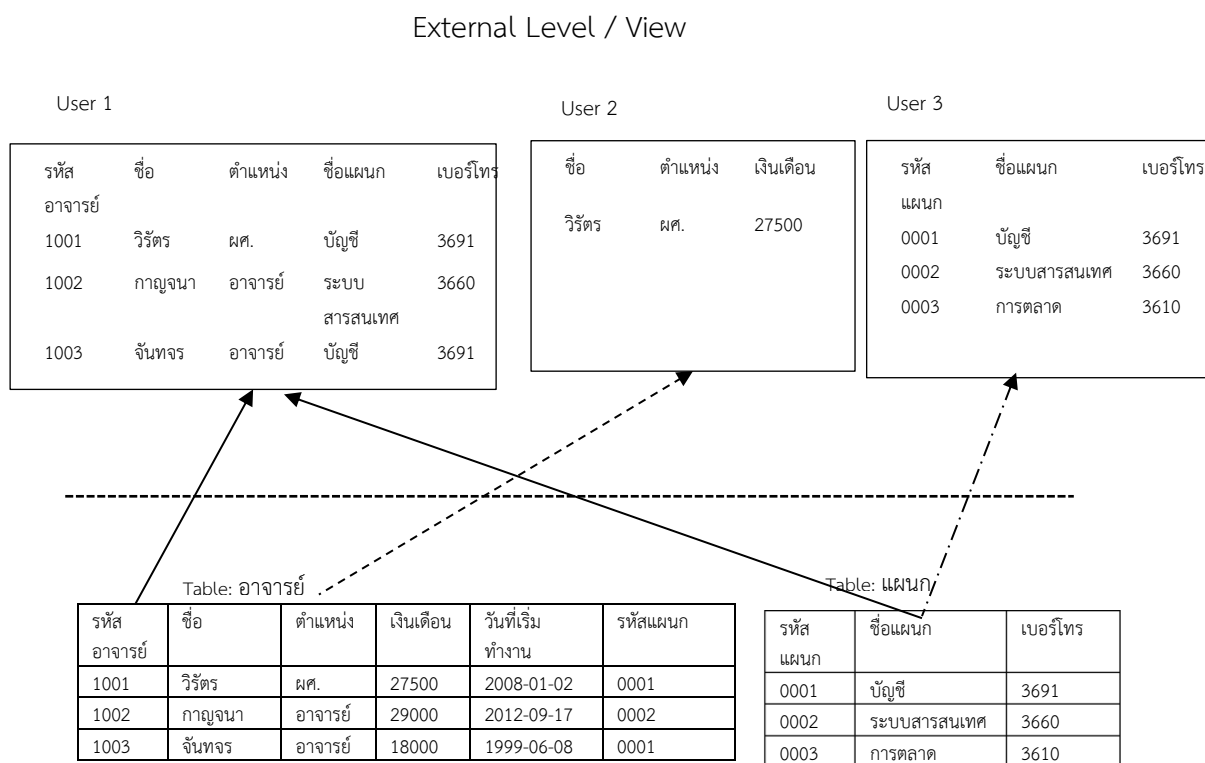 External Level / View
User 1
User 2
User 3
รหัส ชื่อ ตำแหน่ง ชื่อแผนก เบอร์โทร
อาจารย์
1001 วิรัตร ผศ. บัญชี 3691
1002 กาญจนา อาจารย์ ระบบ 3660
สารสนเทศ
1003 จันทจร อาจารย์ บัญชี 3691
ชื่อ ตำแหน่ง เงินเดือน
วิรัตร ผศ. 27500
รหัส ชื่อแผนก เบอร์โทร
แผนก
0001 บัญชี 3691
0002 ระบบสารสนเทศ 3660
0003 การตลาด 3610
Table: อาจารย์
รหัส ชื่อ ตำแหน่ง เงินเดือน วันที่เริ่ม รหัสแผนก
อาจารย์ ทำงาน
1001 วิรัตร ผศ. 27500 2008-01-02 0001
1002 กาญจนา อาจารย์ 29000 2012-09-17 0002
1003 จันทจร อาจารย์ 18000 1999-06-08 0001
Table: แผนก
รหัส ชื่อแผนก เบอร์โทร
แผนก
0001 บัญชี 3691
0002 ระบบสารสนเทศ 3660
0003 การตลาด 3610